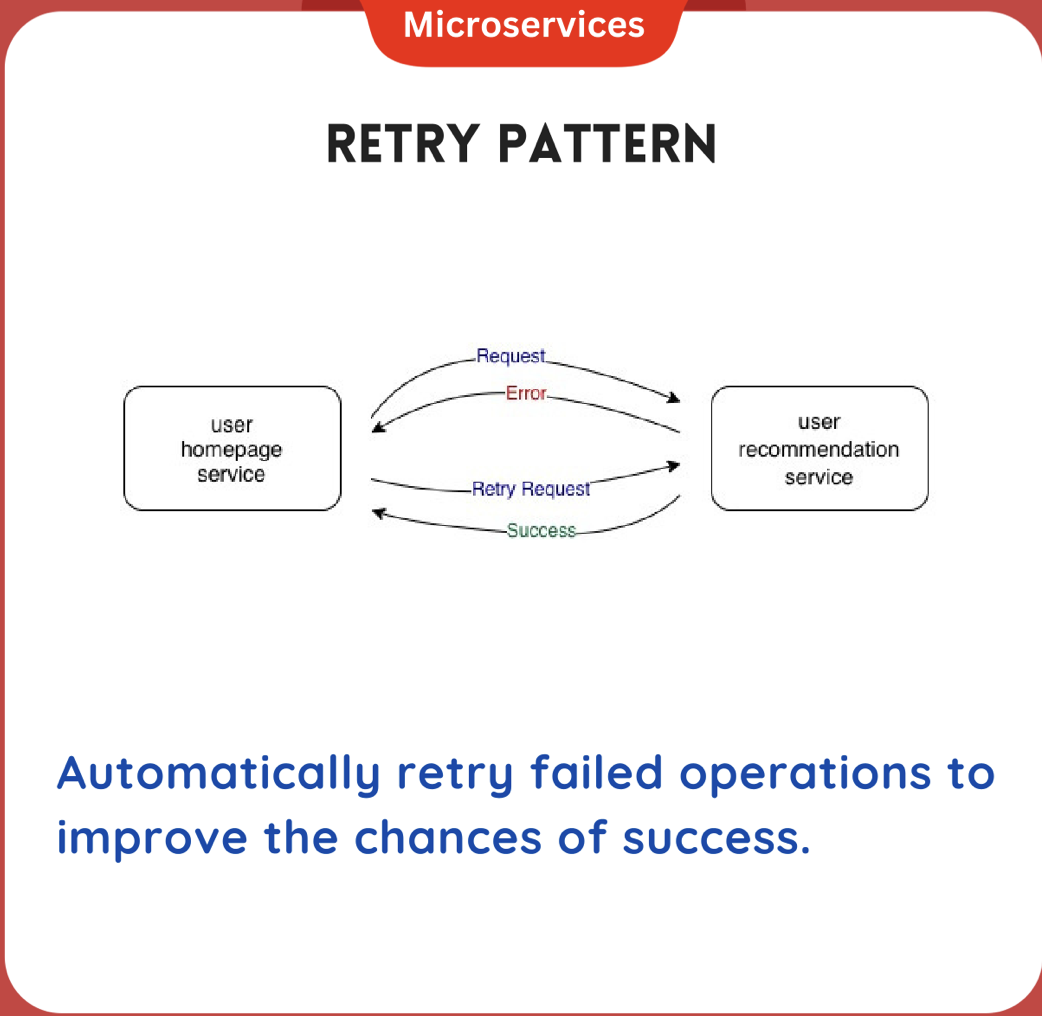 Microservices
RETRY PATTERN
Request
Error
user
homepage
service
user
recommendation
service
Retry Request
Success
Automatically retry failed operations to
improve the chances of success.